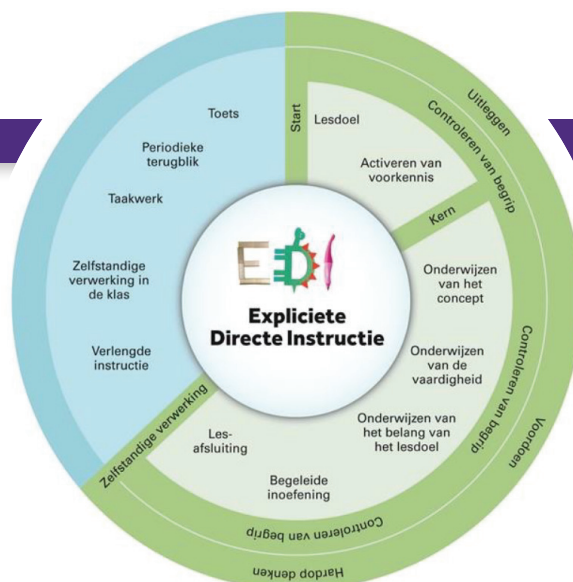 EDI
Expliciete
Directe Instructie
Start
Lesdoel
Activeren van
voorkennis
Kern
Onderwijzen
van het
concept
Onderwijzen
van de
vaardigheid
Onderwijzen van
het belang van
het lesdoel
Begeleide
inoefening
Les-
afsluiting
Zelfstandige verwerking
Verlengde
instructie
Zelfstandige
verwerking in
de klas
Taakwerk
Periodieke
terugblik
Toets
Controleren van begrip
Controleren van begrip
Controleren van begrip
Uitleggen
Voordoen
Hardop denken